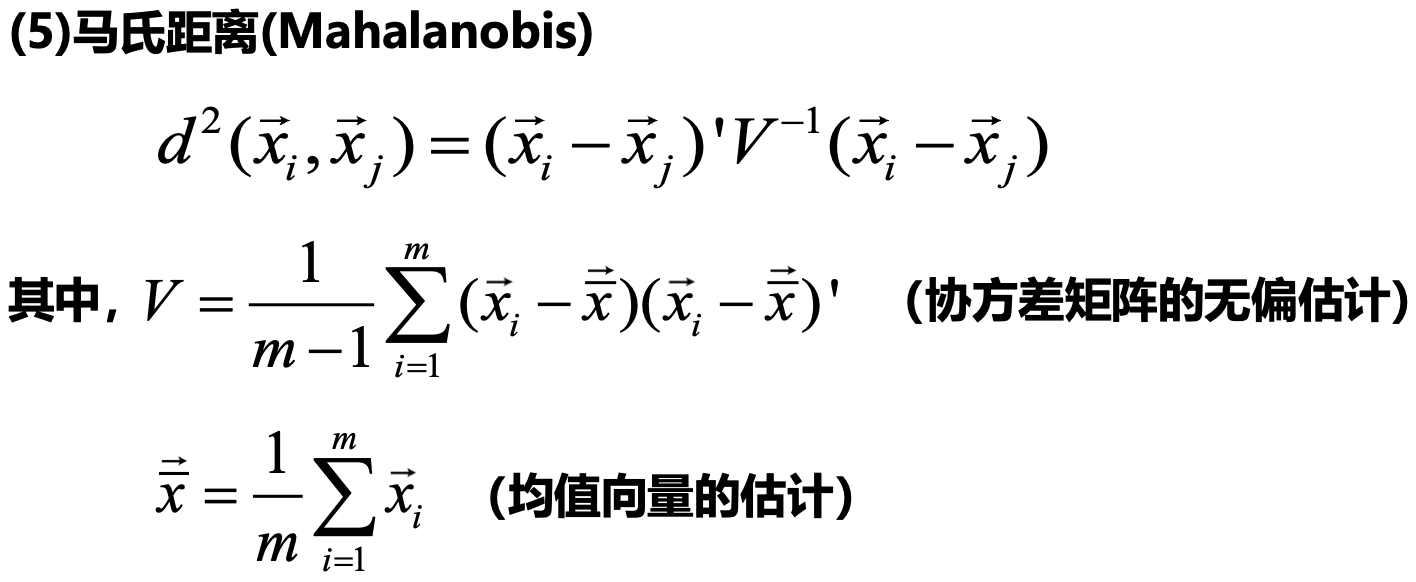 (5)马氏距离(Mahalanobis)
$d^2(\vec{x}_i, \vec{x}_j) = (\vec{x}_i - \vec{x}_j)' V^{-1} (\vec{x}_i - \vec{x}_j)$
其中, $V = \frac{1}{m-1} \sum_{i=1}^{m} (\vec{x}_i - \vec{\bar{x}})(\vec{x}_i - \vec{\bar{x}})'$ (协方差矩阵的无偏估计)
$\vec{\bar{x}} = \frac{1}{m} \sum_{i=1}^{m} \vec{x}_i$ (均值向量的估计)